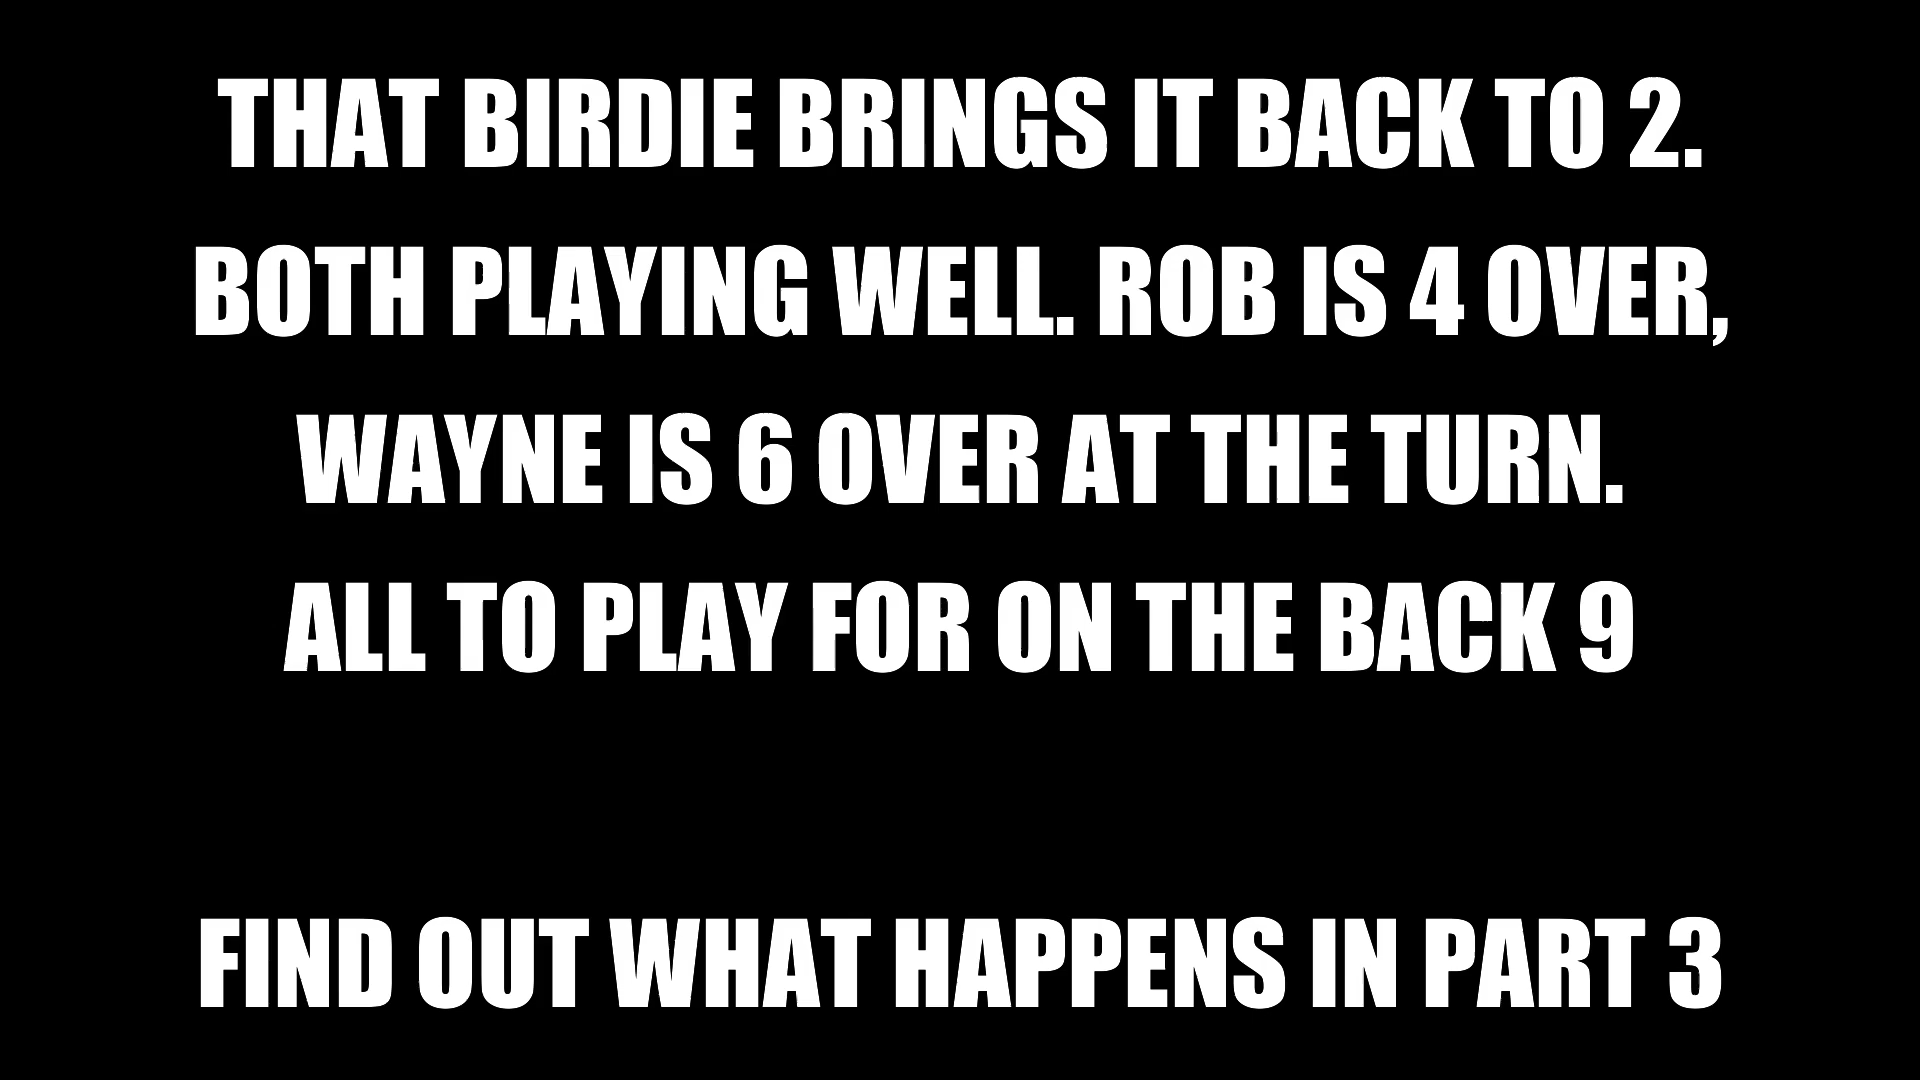 THAT BIRDIE BRINGS IT BACK TO 2.
BOTH PLAYING WELL. ROB IS 4 OVER,
WAYNE IS 6 OVER AT THE TURN.
ALL TO PLAY FOR ON THE BACK 9
FIND OUT WHAT HAPPENS IN PART 3